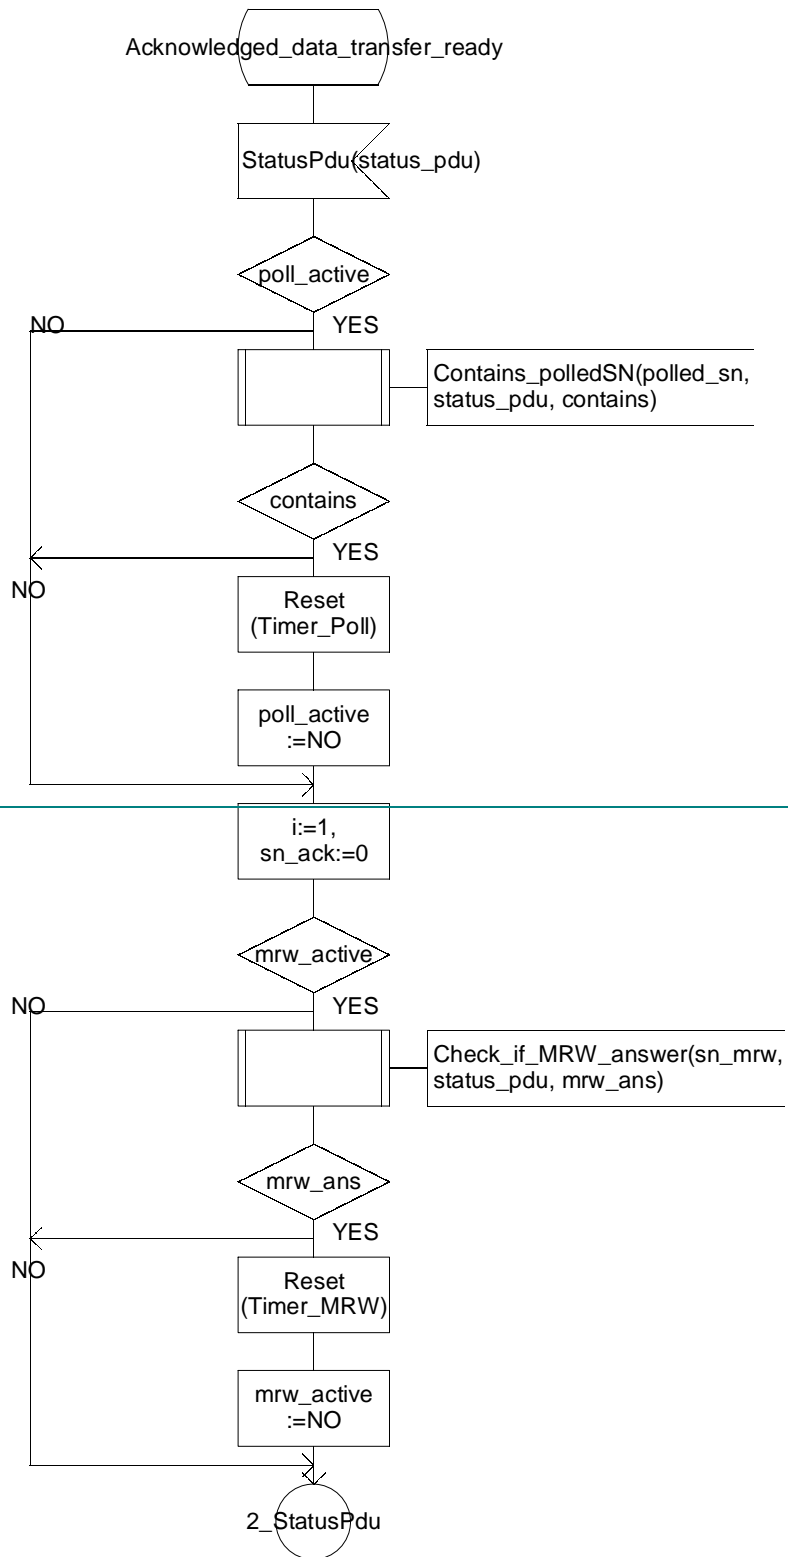 Acknowledged_data_transfer_ready
StatusPdu(status_pdu)
poll_active
NO
YES
Contains_polledSN(polled_sn,
status_pdu, contains)
contains
YES
NO
Reset
(Timer_Poll)
poll_active
:=NO
i:=1,
sn_ack:=0
mrw_active
NO
YES
Check_if_MRW_answer(sn_mrw,
status_pdu, mrw_ans)
mrw_ans
YES
NO
Reset
(Timer_MRW)
mrw_active
:=NO
2_StatusPdu